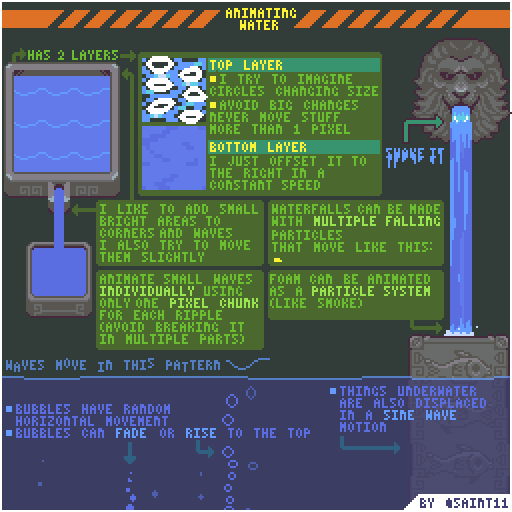 ANIMATING
WATER
HAS 2 LAYERS
TOP LAYER
I TRY TO IMAGINE
CIRCLES CHANGING SIZE
AVOID BIG CHANGES
NEVER MOVE STUFF
MORE THAN 1 PIXEL
BOTTOM LAYER
I JUST OFFSET IT TO
THE RIGHT IN A
CONSTANT SPEED
SMOKE IT
I LIKE TO ADD SMALL
BRIGHT AREAS TO
CORNERS AND WAVES
I ALSO TRY TO MOVE
THEM SLIGHTLY
WATERFALLS CAN BE MADE
WITH MULTIPLE FALLING
PARTICLES
THAT MOVE LIKE THIS:
ANIMATE SMALL WAVES
INDIVIDUALLY USING
ONLY ONE PIXEL CHUNK
FOR EACH RIPPLE
(AVOID BREAKING IT
IN MULTIPLE PARTS)
FOAM CAN BE ANIMATED
AS A PARTICLE SYSTEM
(LIKE SMOKE)
WAVES MOVE IN THIS PATTERN
BUBBLES HAVE RANDOM
HORIZONTAL MOVEMENT
BUBBLES CAN FADE OR RISE TO THE TOP
THINGS UNDERWATER
ARE ALSO DISPLACED
IN A SINE WAVE
MOTION
BY @SAINT11